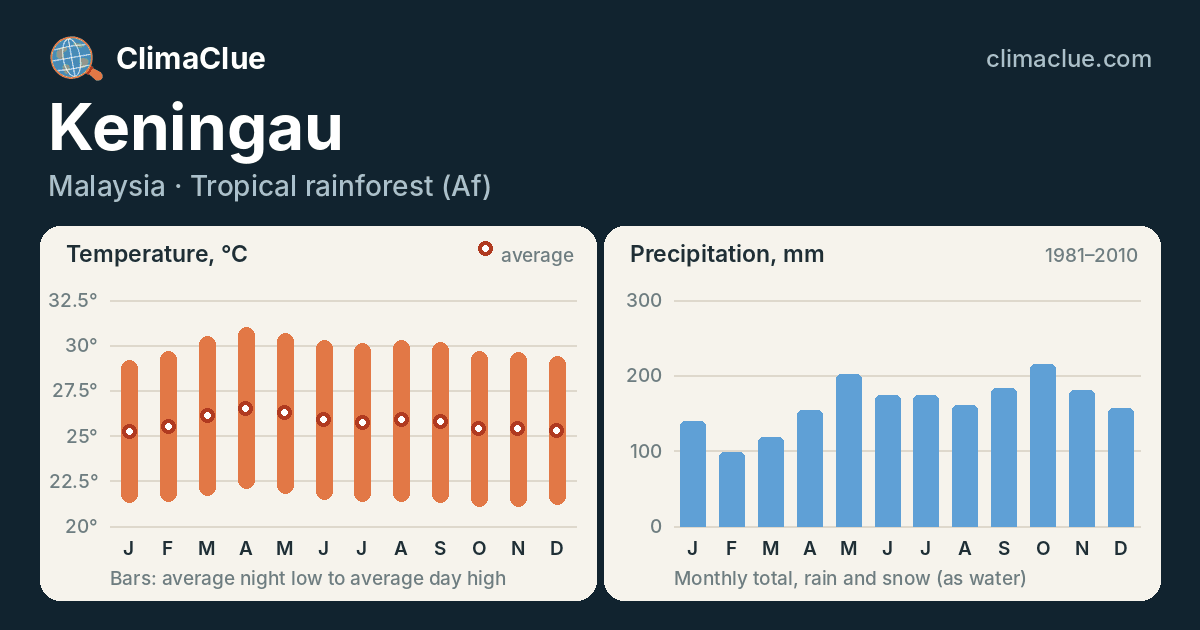 ClimaClue
climaclue.com
Keningau
Malaysia · Tropical rainforest (Af)
Temperature, °C
average
32.5°
30°
27.5°
25°
22.5°
20°
J F M A M J J A S O N D
Bars: average night low to average day high
Precipitation, mm
1981–2010
300
200
100
0
J F M A M J J A S O N D
Monthly total, rain and snow (as water)